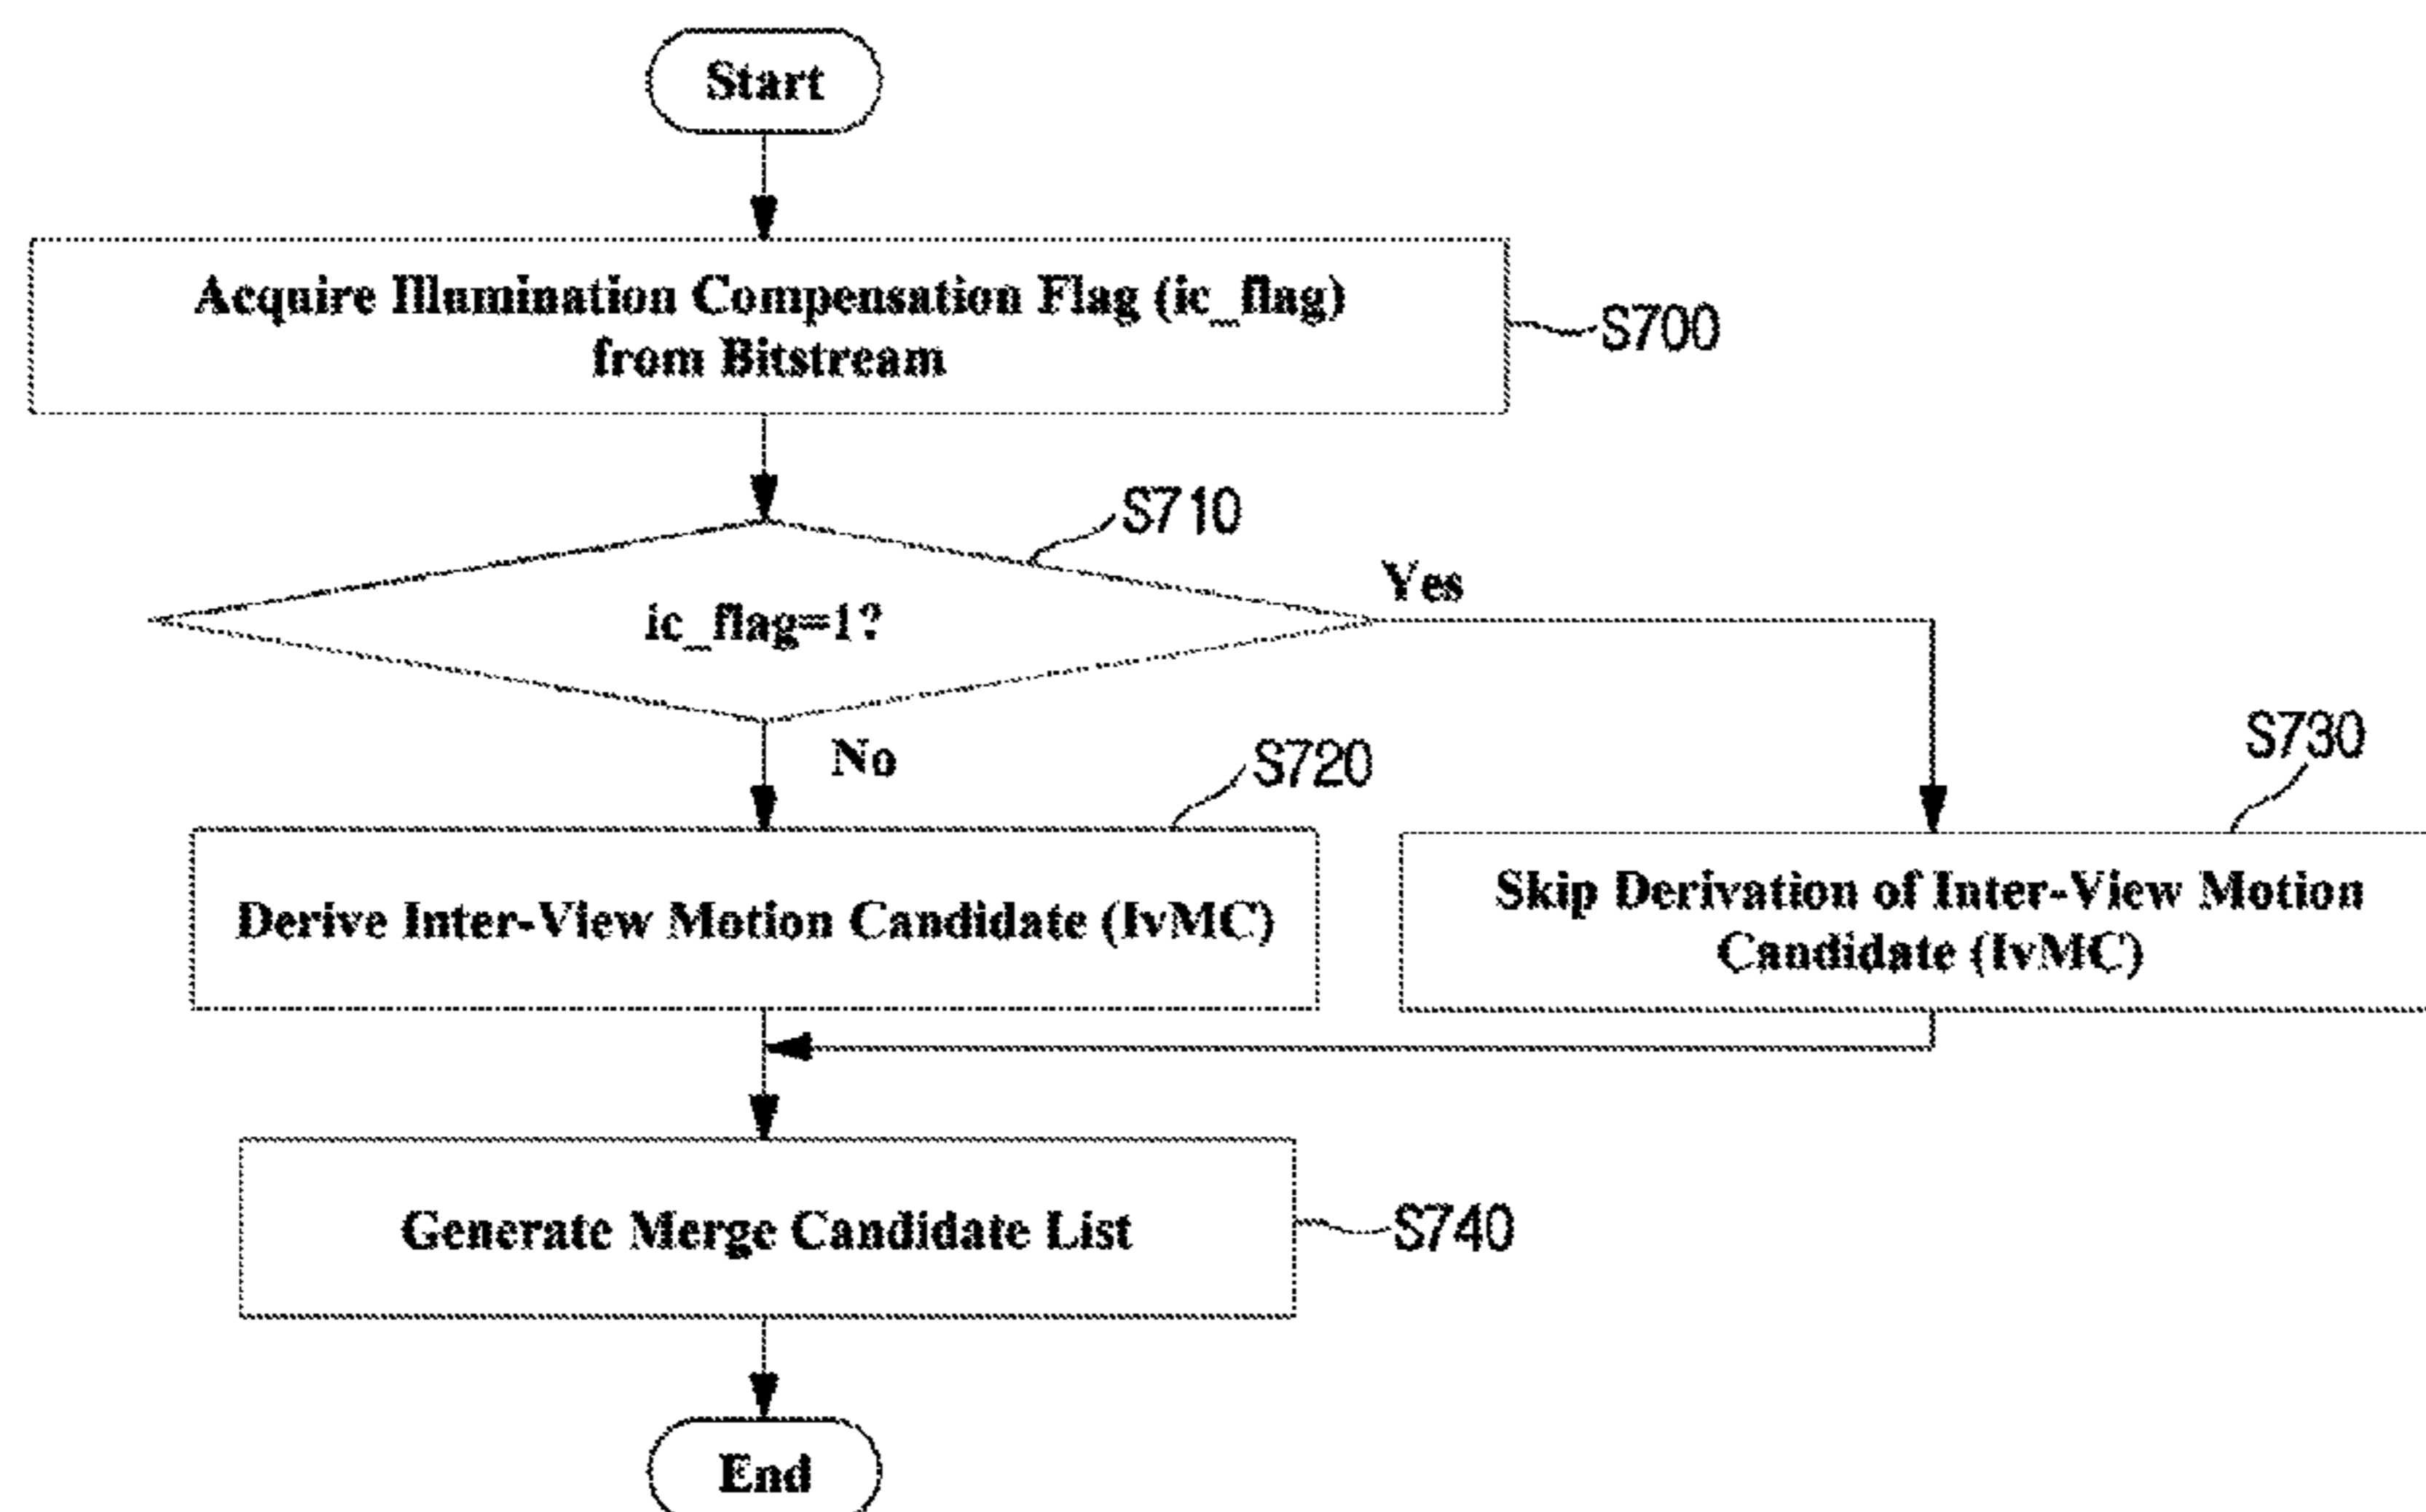 Start
Acquire Illumination Compensation Flag (ic_flag)
from Bitstream
S700
S710
ic_flag=1?
Yes
No
S720
S730
Derive Inter-View Motion Candidate (IvMC)
Skip Derivation of Inter-View Motion
Candidate (IvMC)
Generate Merge Candidate List
S740
End